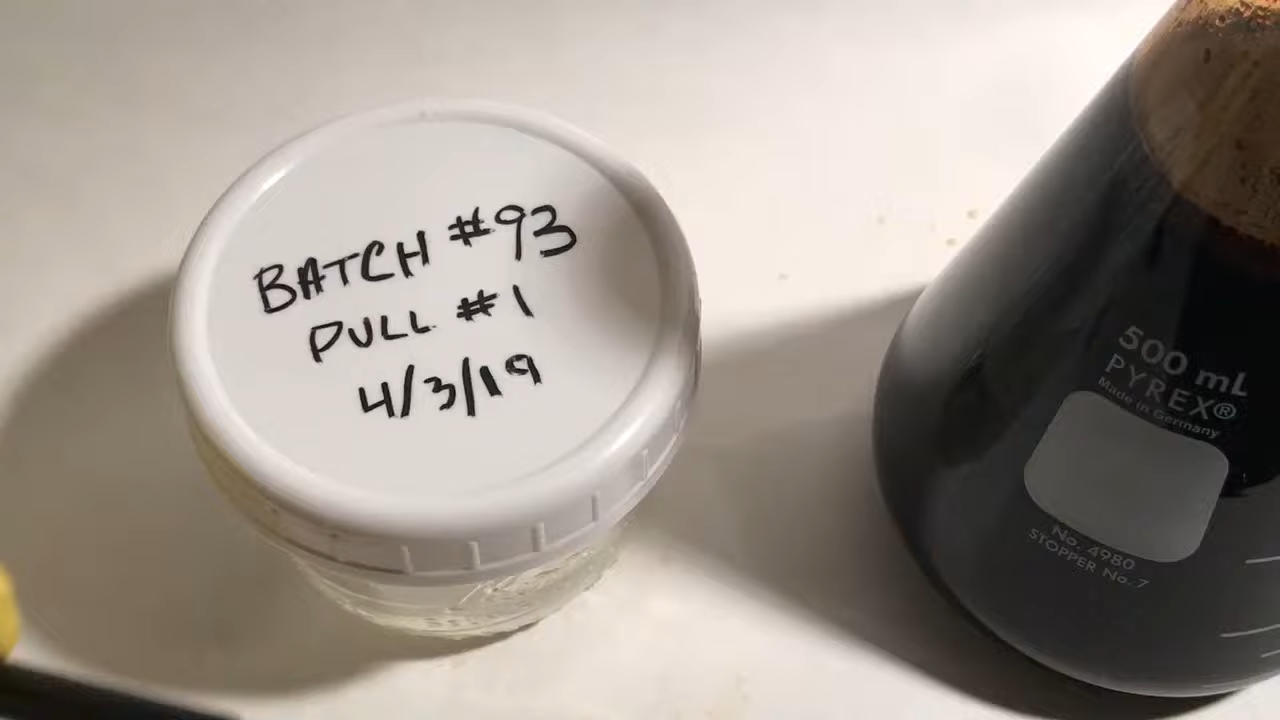 BATCH #93
PULL #1
4/3/19
500 mL
PYREX®
Made in Germany
No. 4980
STOPPER No. 7